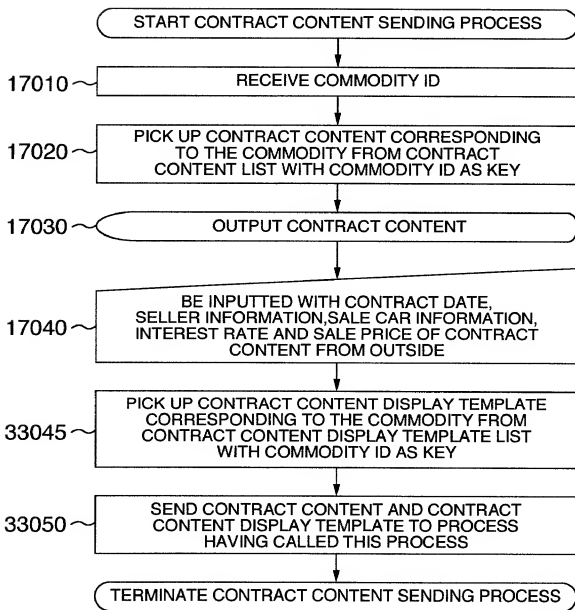 START CONTRACT CONTENT SENDING PROCESS
17010
RECEIVE COMMODITY ID
17020
PICK UP CONTRACT CONTENT CORRESPONDING
TO THE COMMODITY FROM CONTRACT
CONTENT LIST WITH COMMODITY ID AS KEY
17030
OUTPUT CONTRACT CONTENT
17040
BE INPUTTED WITH CONTRACT DATE,
SELLER INFORMATION,SALE CAR INFORMATION,
INTEREST RATE AND SALE PRICE OF CONTRACT
CONTENT FROM OUTSIDE
33045
PICK UP CONTRACT CONTENT DISPLAY TEMPLATE
CORRESPONDING TO THE COMMODITY FROM
CONTRACT CONTENT DISPLAY TEMPLATE LIST
WITH COMMODITY ID AS KEY
33050
SEND CONTRACT CONTENT AND CONTRACT
CONTENT DISPLAY TEMPLATE TO PROCESS
HAVING CALLED THIS PROCESS
TERMINATE CONTRACT CONTENT SENDING PROCESS